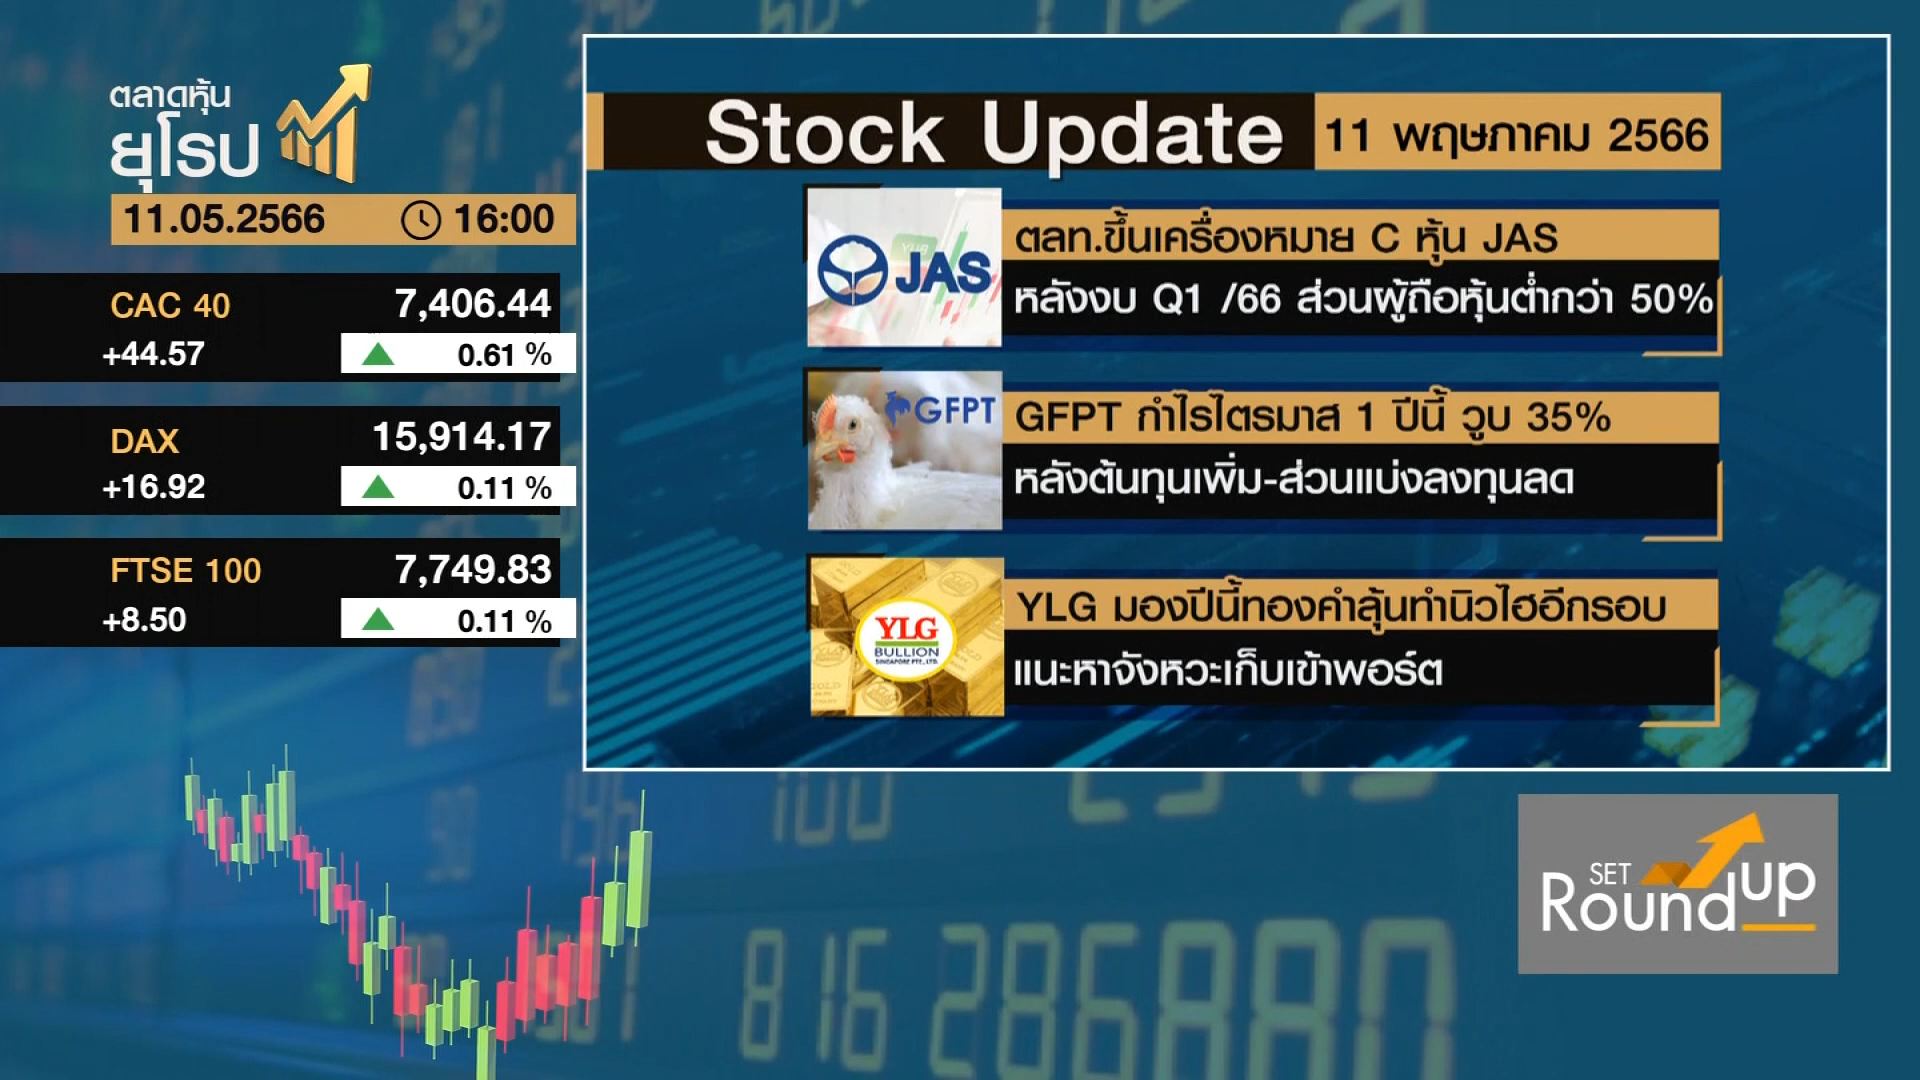 ตลาดหุ้น
ยุโรป
11.05.2566 16:00
CAC 40 7,406.44
+44.57 0.61 %
DAX 15,914.17
+16.92 0.11 %
FTSE 100 7,749.83
+8.50 0.11 %
Stock Update 11 พฤษภาคม 2566
JAS
ตลท.ขึ้นเครื่องหมาย C หุ้น JAS
หลังงบ Q1 /66 ส่วนผู้ถือหุ้นต่ำกว่า 50%
GFPT
GFPT กำไรไตรมาส 1 ปีนี้ วูบ 35%
หลังต้นทุนเพิ่ม-ส่วนแบ่งลงทุนลด
YLG
BULLION
SINGAPORE PTE., LTD.
YLG มองปีนี้ทองคำลุ้นทำนิวไฮอีกรอบ
แนะหาจังหวะเก็บเข้าพอร์ต
SET
Roundup
816 286880